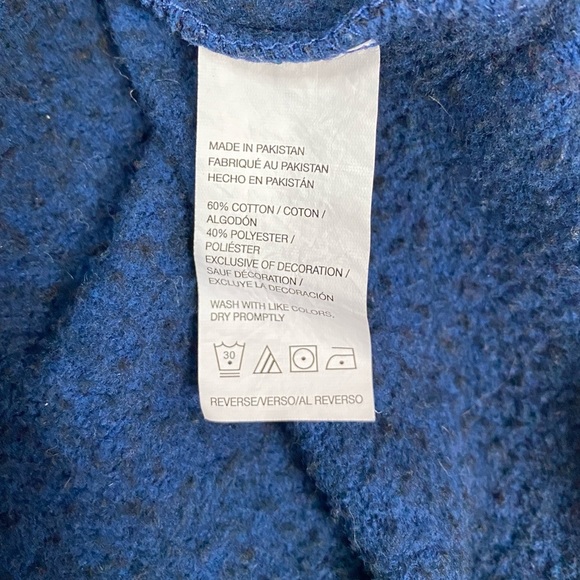 MADE IN PAKISTAN
FABRIQUÉ AU PAKISTAN
HECHO EN PAKISTÁN
60% COTTON / COTON /
ALGODÓN
40% POLYESTER /
POLIÉSTER
EXCLUSIVE OF DECORATION /
SAUF DÉCORATION /
EXCLUYE LA DECORACIÓN
WASH WITH LIKE COLORS.
DRY PROMPTLY
30
REVERSE/VERSO/AL REVERSO